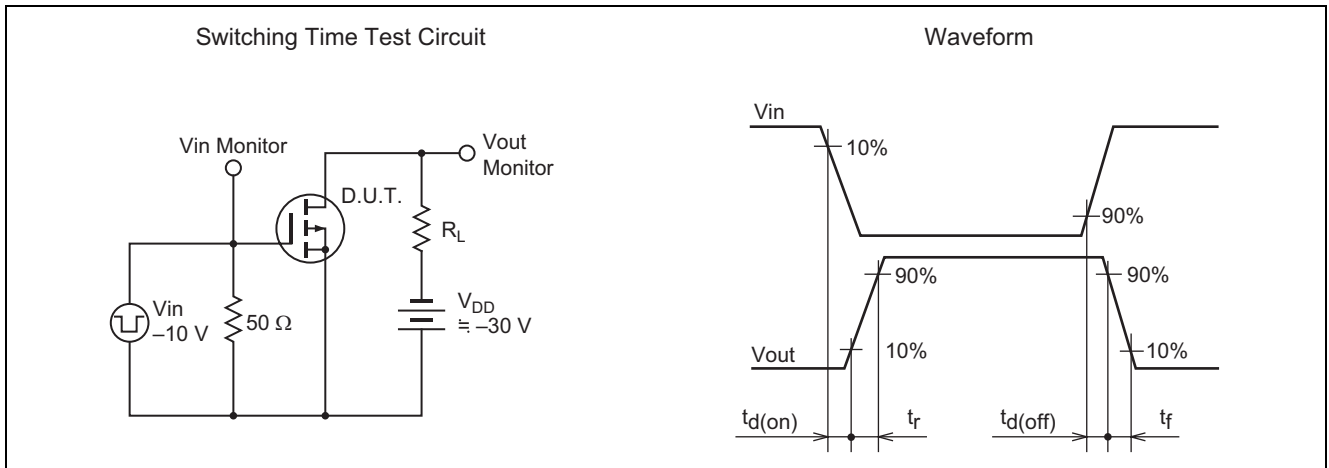 Switching Time Test Circuit
Waveform
Vin Monitor
Vout
Monitor
D.U.T.
RL
Vin
–10 V
50 Ω
VDD
≒ –30 V
Vin
10%
90%
90%
90%
Vout
10%
10%
td(on)
tr
td(off)
tf